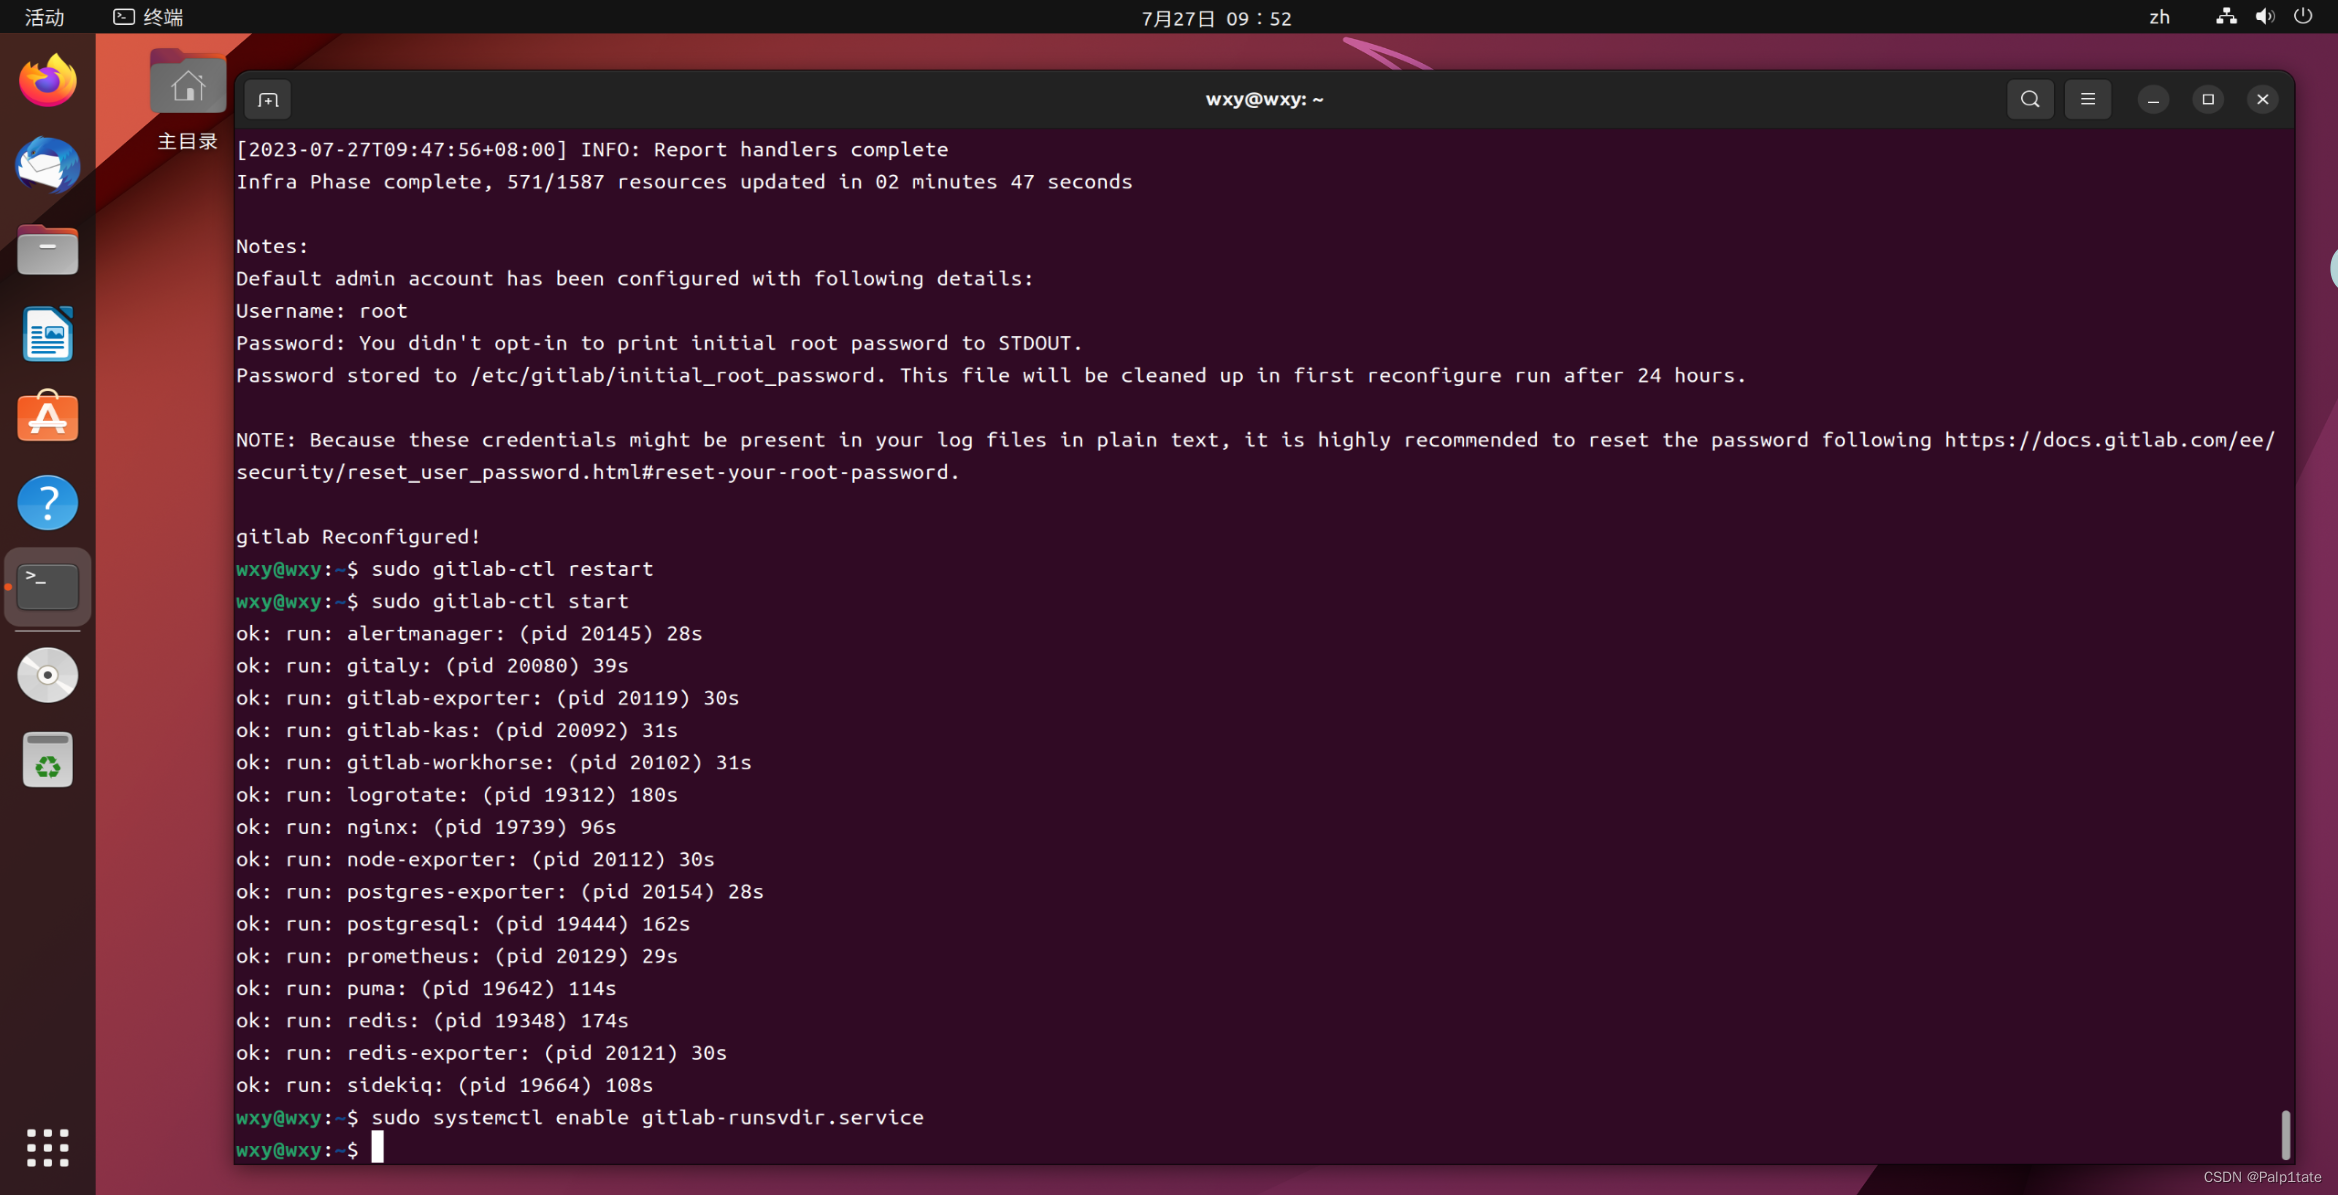 活动 终端 7月27日 09：52 zh
主目录
wxy@wxy: ~
[2023-07-27T09:47:56+08:00] INFO: Report handlers complete
Infra Phase complete, 571/1587 resources updated in 02 minutes 47 seconds
Notes:
Default admin account has been configured with following details:
Username: root
Password: You didn't opt-in to print initial root password to STDOUT.
Password stored to /etc/gitlab/initial_root_password. This file will be cleaned up in first reconfigure run after 24 hours.
NOTE: Because these credentials might be present in your log files in plain text, it is highly recommended to reset the password following https://docs.gitlab.com/ee/
security/reset_user_password.html#reset-your-root-password.
gitlab Reconfigured!
wxy@wxy:~$ sudo gitlab-ctl restart
wxy@wxy:~$ sudo gitlab-ctl start
ok: run: alertmanager: (pid 20145) 28s
ok: run: gitaly: (pid 20080) 39s
ok: run: gitlab-exporter: (pid 20119) 30s
ok: run: gitlab-kas: (pid 20092) 31s
ok: run: gitlab-workhorse: (pid 20102) 31s
ok: run: logrotate: (pid 19312) 180s
ok: run: nginx: (pid 19739) 96s
ok: run: node-exporter: (pid 20112) 30s
ok: run: postgres-exporter: (pid 20154) 28s
ok: run: postgresql: (pid 19444) 162s
ok: run: prometheus: (pid 20129) 29s
ok: run: puma: (pid 19642) 114s
ok: run: redis: (pid 19348) 174s
ok: run: redis-exporter: (pid 20121) 30s
ok: run: sidekiq: (pid 19664) 108s
wxy@wxy:~$ sudo systemctl enable gitlab-runsvdir.service
wxy@wxy:~$
CSDN @Palp1tate